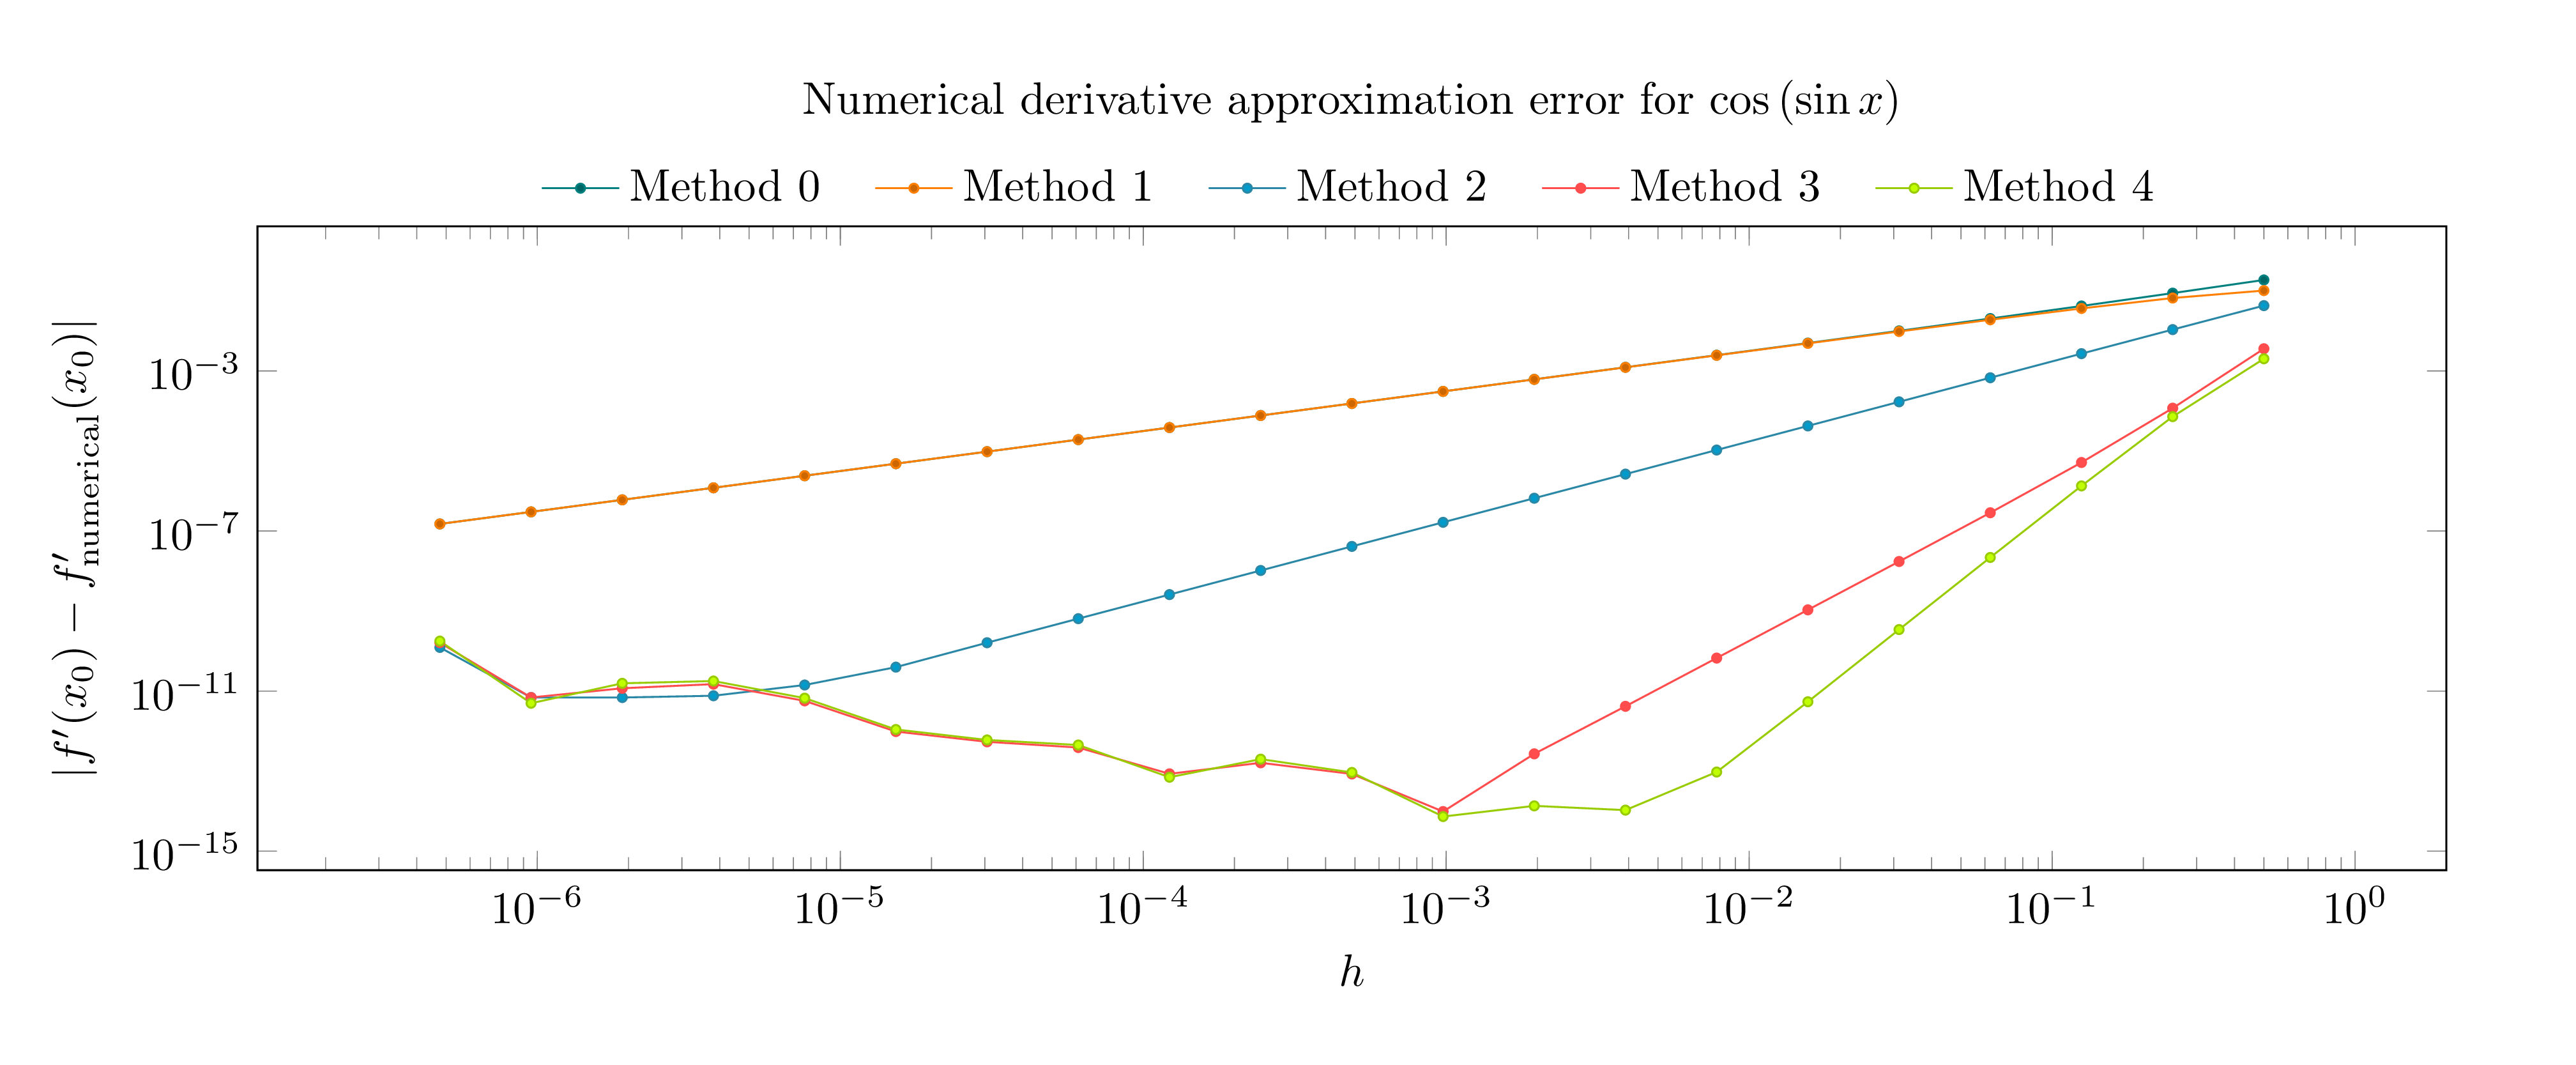 Numerical derivative approximation error for cos (sin x)
Method 0 Method 1 Method 2 Method 3 Method 4
|f′(x₀) − f′_numerical(x₀)|
10⁻³
10⁻⁷
10⁻¹¹
10⁻¹⁵
10⁻⁶ 10⁻⁵ 10⁻⁴ 10⁻³ 10⁻² 10⁻¹ 10⁰
h